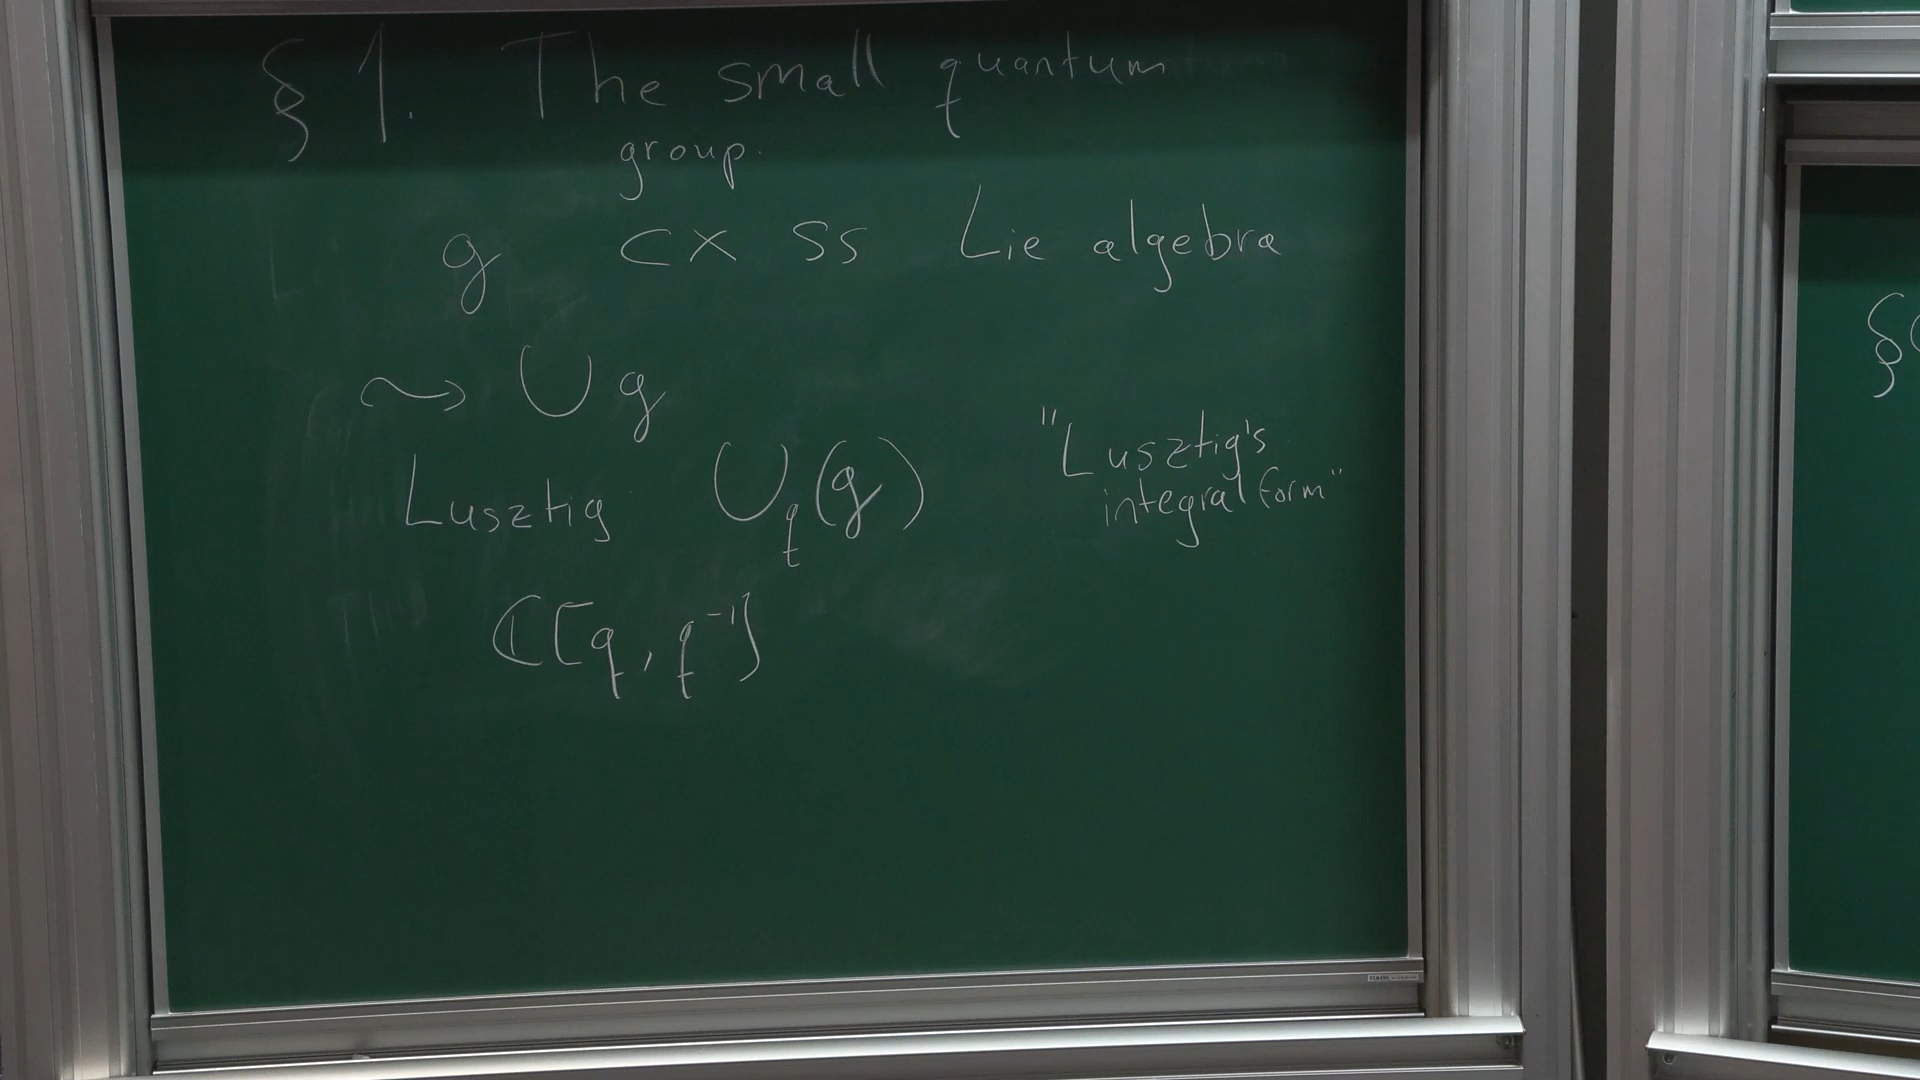 § 1. The small quantum
group.
g cx ss Lie algebra
⇝ Ug
Lusztig U_q(g) "Lusztig's
integral form"
ℂ[q, q⁻¹]
§